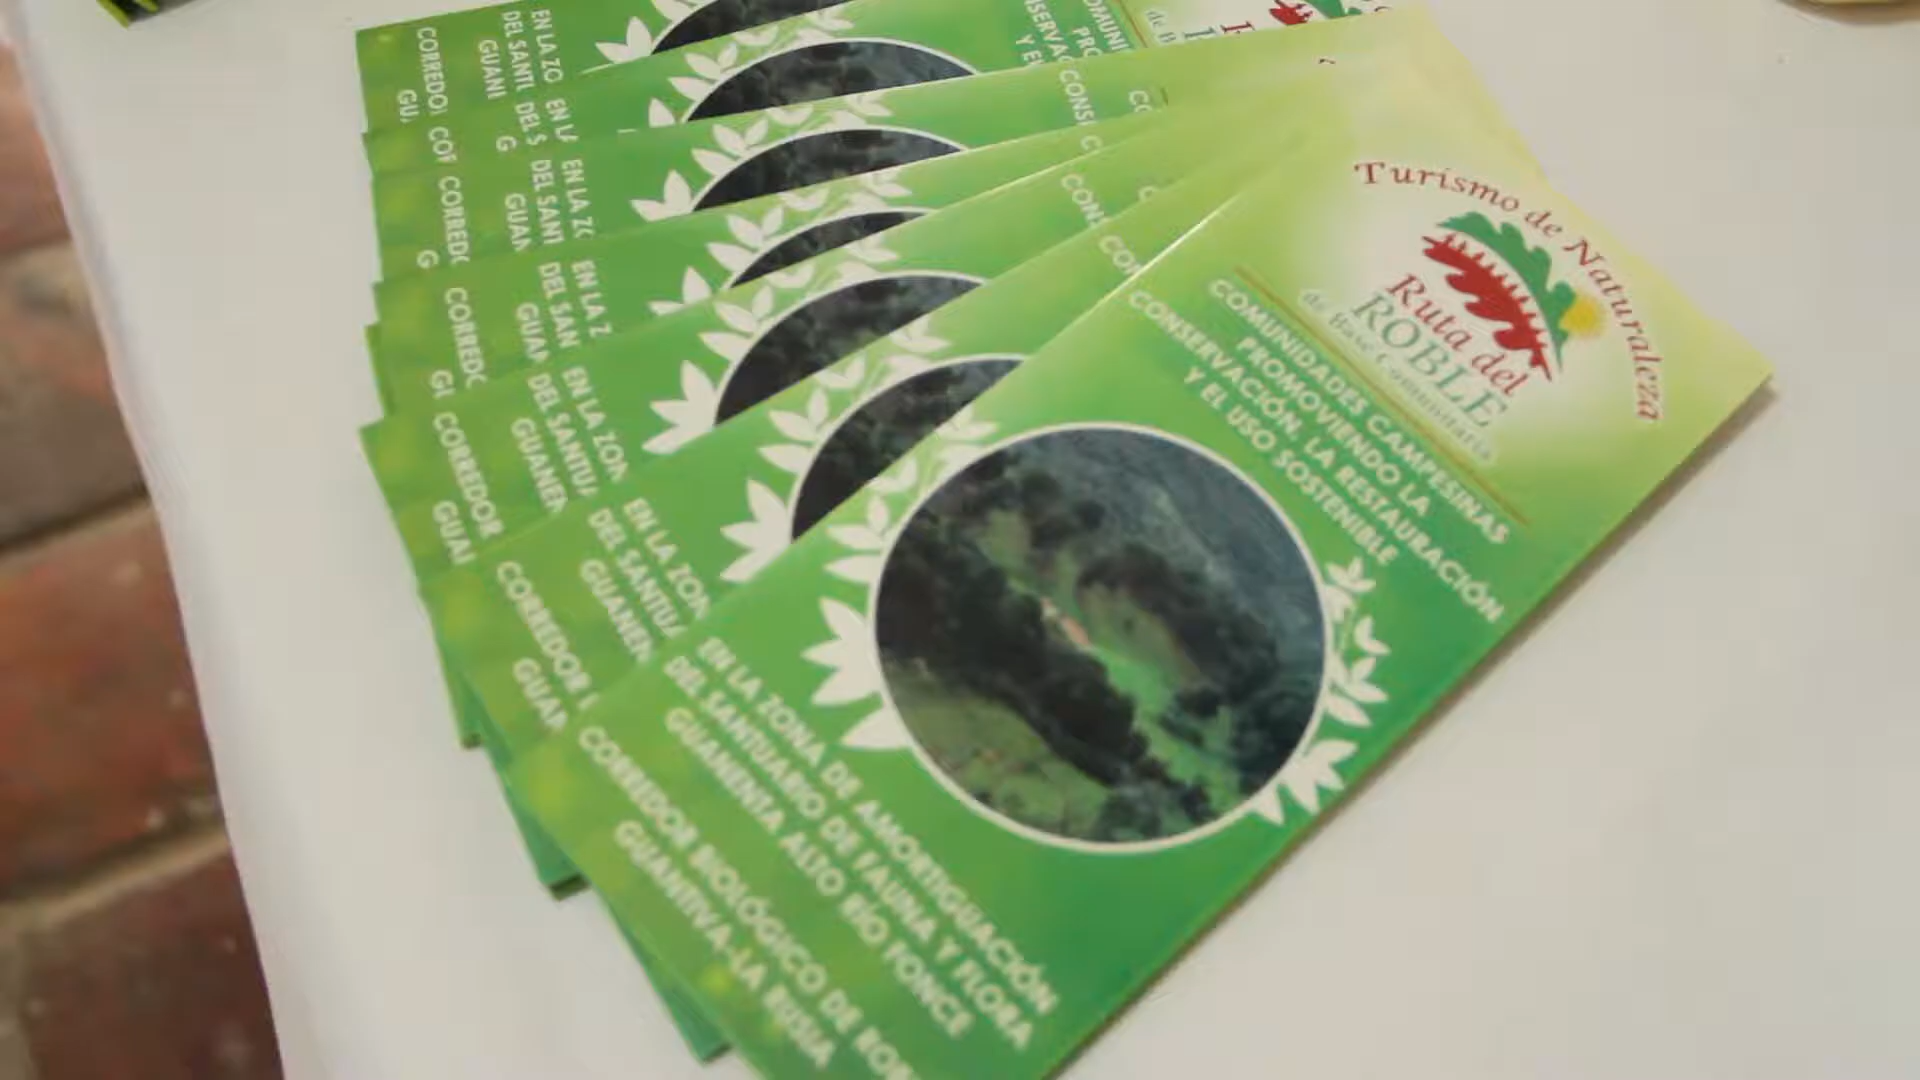 Turismo de Naturaleza
Ruta del
ROBLE
de Base Comunitaria
COMUNIDADES CAMPESINAS
PROMOVIENDO LA
CONSERVACIÓN, LA RESTAURACIÓN
Y EL USO SOSTENIBLE
EN LA ZONA DE AMORTIGUACIÓN
DEL SANTUARIO DE FAUNA Y FLORA
GUANENTA ALTO RÍO FONCE
CORREDOR BIOLÓGICO DE
GUANTIVA-LA RUSIA